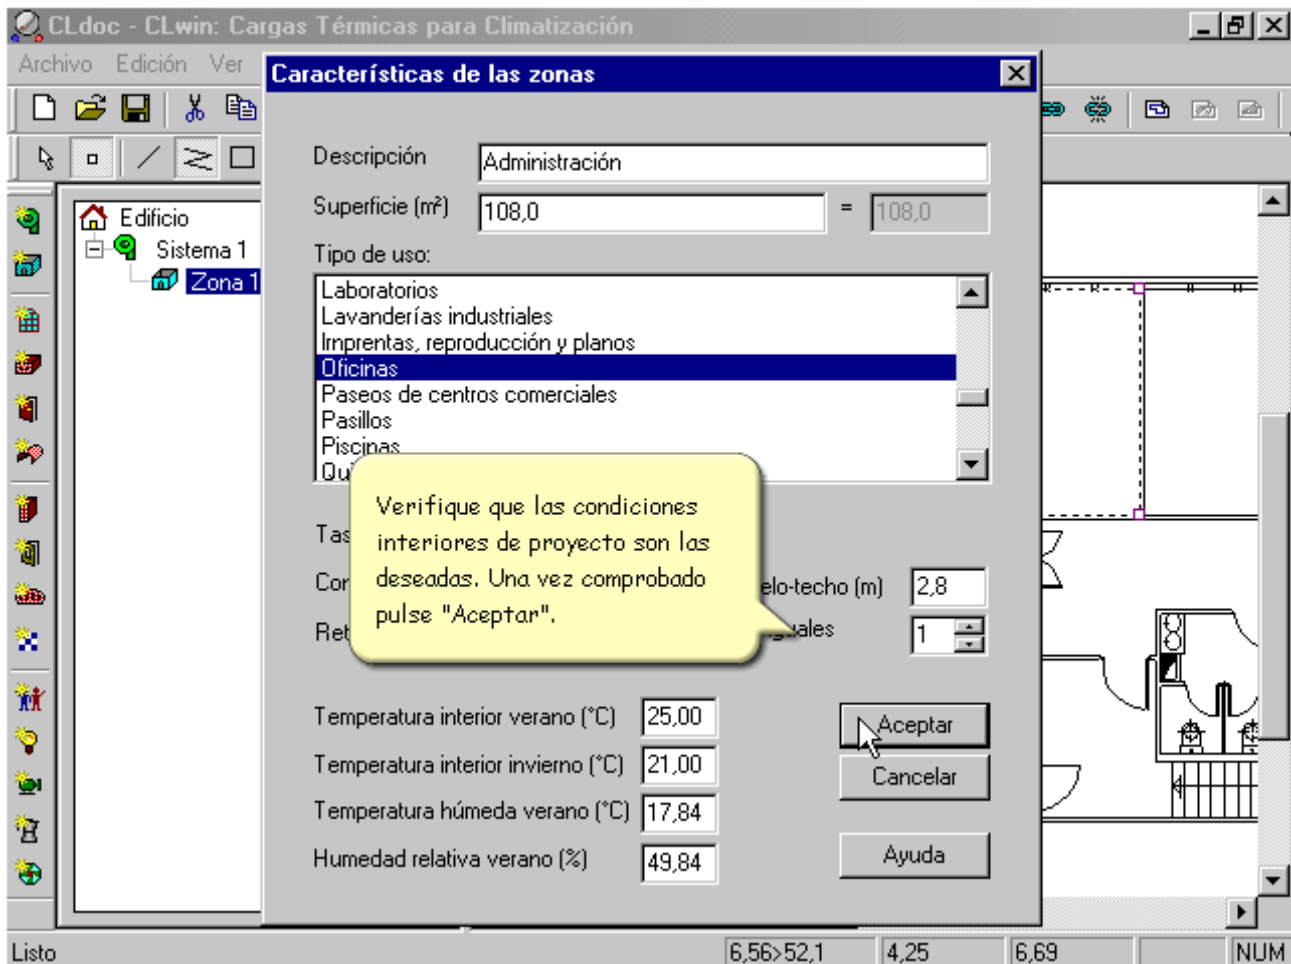 CLdoc - CLwin: Cargas Térmicas para Climatización
Archivo Edición Ver
Características de las zonas
Descripción Administración
Superficie (m²) 108,0 = 108,0
Edificio
Sistema 1
Zona 1
Tipo de uso:
Laboratorios
Lavanderías industriales
Imprentas, reproducción y planos
Oficinas
Paseos de centros comerciales
Pasillos
Piscinas
Verifique que las condiciones
interiores de proyecto son las
deseadas. Una vez comprobado
pulse "Aceptar".
elo-techo (m) 2,8
iguales 1
Temperatura interior verano (°C) 25,00
Temperatura interior invierno (°C) 21,00
Temperatura húmeda verano (°C) 17,84
Humedad relativa verano (%) 49,84
Aceptar
Cancelar
Ayuda
Listo 6,56>52,1 4,25 6,69 NUM